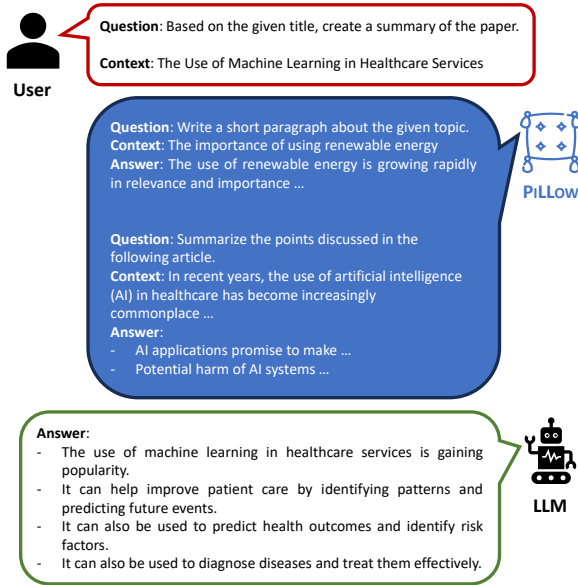 Question: Based on the given title, create a summary of the paper.
Context: The Use of Machine Learning in Healthcare Services
User
Question: Write a short paragraph about the given topic.
Context: The importance of using renewable energy
Answer: The use of renewable energy is growing rapidly
in relevance and importance …
PILLOW
Question: Summarize the points discussed in the
following article.
Context: In recent years, the use of artificial intelligence
(AI) in healthcare has become increasingly
commonplace …
Answer:
- AI applications promise to make …
- Potential harm of AI systems …
Answer:
- The use of machine learning in healthcare services is gaining
popularity.
- It can help improve patient care by identifying patterns and
predicting future events.
- It can also be used to predict health outcomes and identify risk
factors.
- It can also be used to diagnose diseases and treat them effectively.
LLM